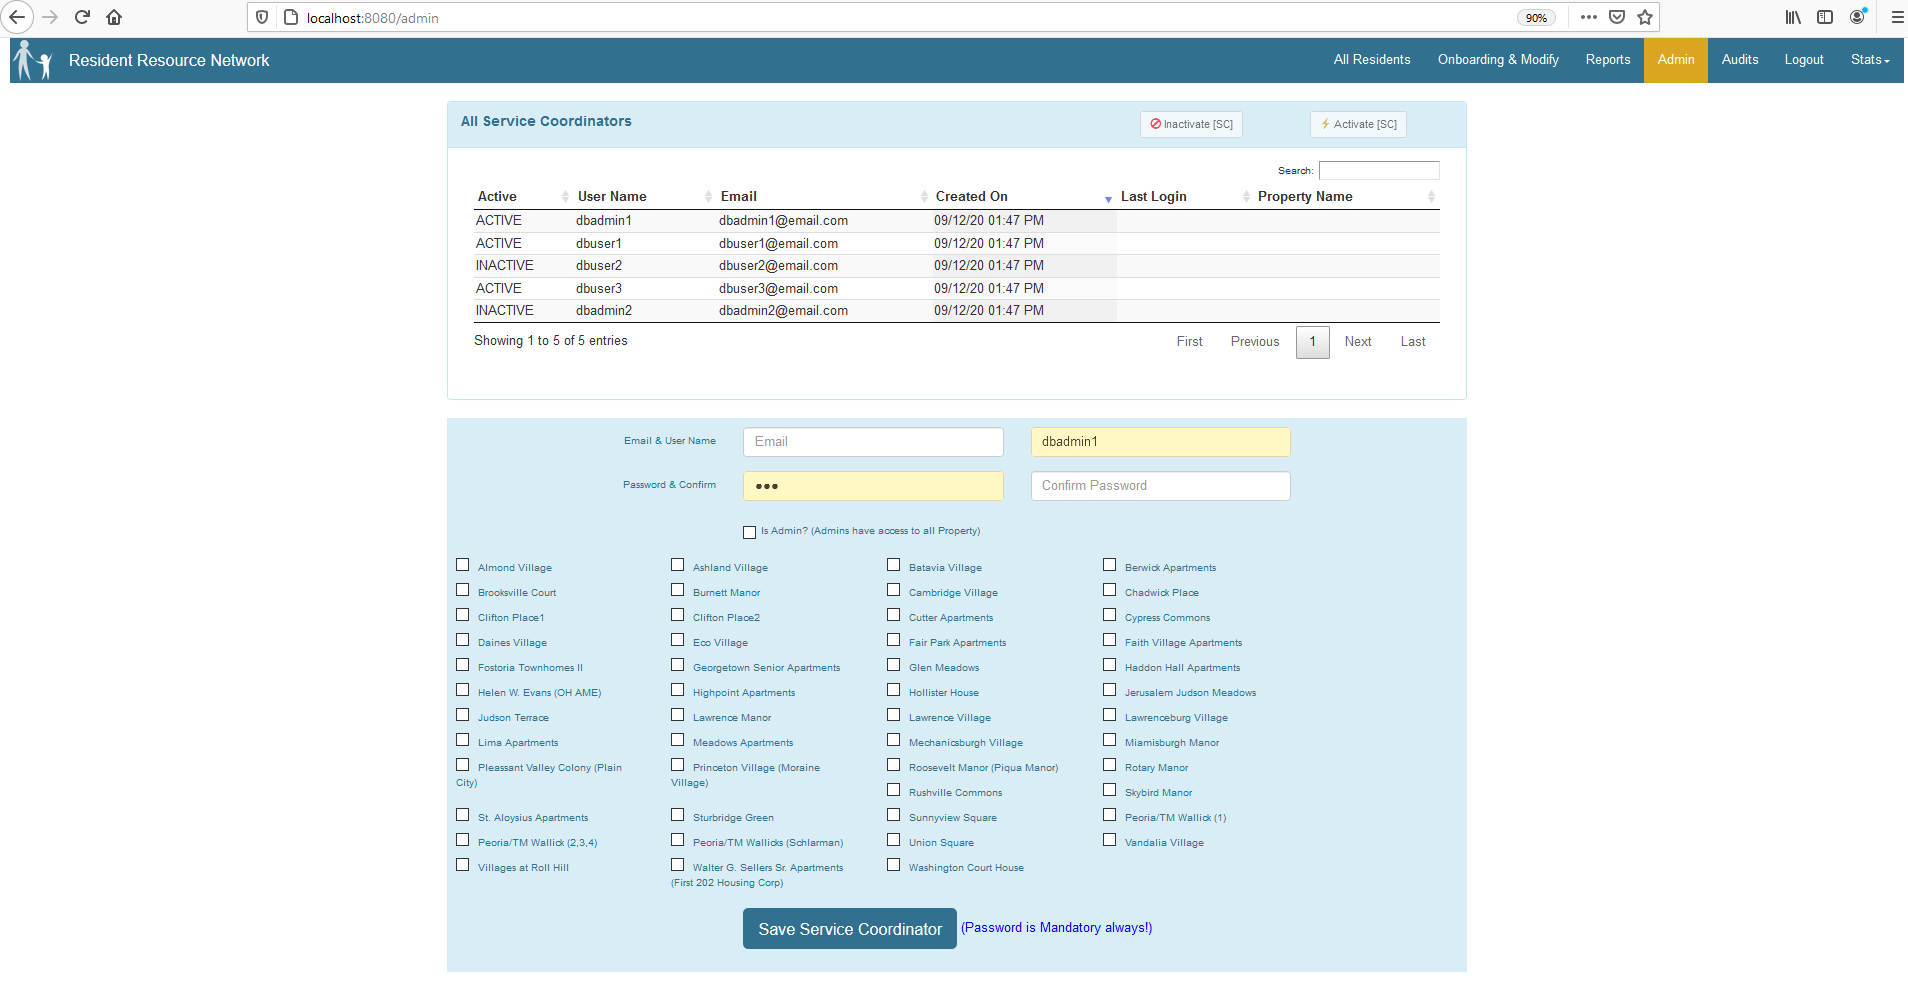 localhost:8080/admin
90%
Resident Resource Network
All Residents Onboarding & Modify Reports Admin Audits Logout Stats
All Service Coordinators
Inactivate [SC] Activate [SC]
Search:
Active User Name Email Created On Last Login Property Name
ACTIVE dbadmin1 dbadmin1@email.com 09/12/20 01:47 PM
ACTIVE dbuser1 dbuser1@email.com 09/12/20 01:47 PM
INACTIVE dbuser2 dbuser2@email.com 09/12/20 01:47 PM
ACTIVE dbuser3 dbuser3@email.com 09/12/20 01:47 PM
INACTIVE dbadmin2 dbadmin2@email.com 09/12/20 01:47 PM
Showing 1 to 5 of 5 entries
First Previous 1 Next Last
Email & User Name Email dbadmin1
Password & Confirm ●●● Confirm Password
Is Admin? (Admins have access to all Property)
Almond Village Ashland Village Batavia Village Berwick Apartments
Brooksville Court Burnett Manor Cambridge Village Chadwick Place
Clifton Place1 Clifton Place2 Cutter Apartments Cypress Commons
Daines Village Eco Village Fair Park Apartments Faith Village Apartments
Fostoria Townhomes II Georgetown Senior Apartments Glen Meadows Haddon Hall Apartments
Helen W. Evans (OH AME) Highpoint Apartments Hollister House Jerusalem Judson Meadows
Judson Terrace Lawrence Manor Lawrence Village Lawrenceburg Village
Lima Apartments Meadows Apartments Mechanicsburgh Village Miamisburgh Manor
Pleassant Valley Colony (Plain Princeton Village (Moraine Roosevelt Manor (Piqua Manor) Rotary Manor
City) Village)
Rushville Commons Skybird Manor
St. Aloysius Apartments Sturbridge Green Sunnyview Square Peoria/TM Wallick (1)
Peoria/TM Wallick (2,3,4) Peoria/TM Wallicks (Schlarman) Union Square Vandalia Village
Villages at Roll Hill Walter G. Sellers Sr. Apartments Washington Court House
(First 202 Housing Corp)
Save Service Coordinator (Password is Mandatory always!)